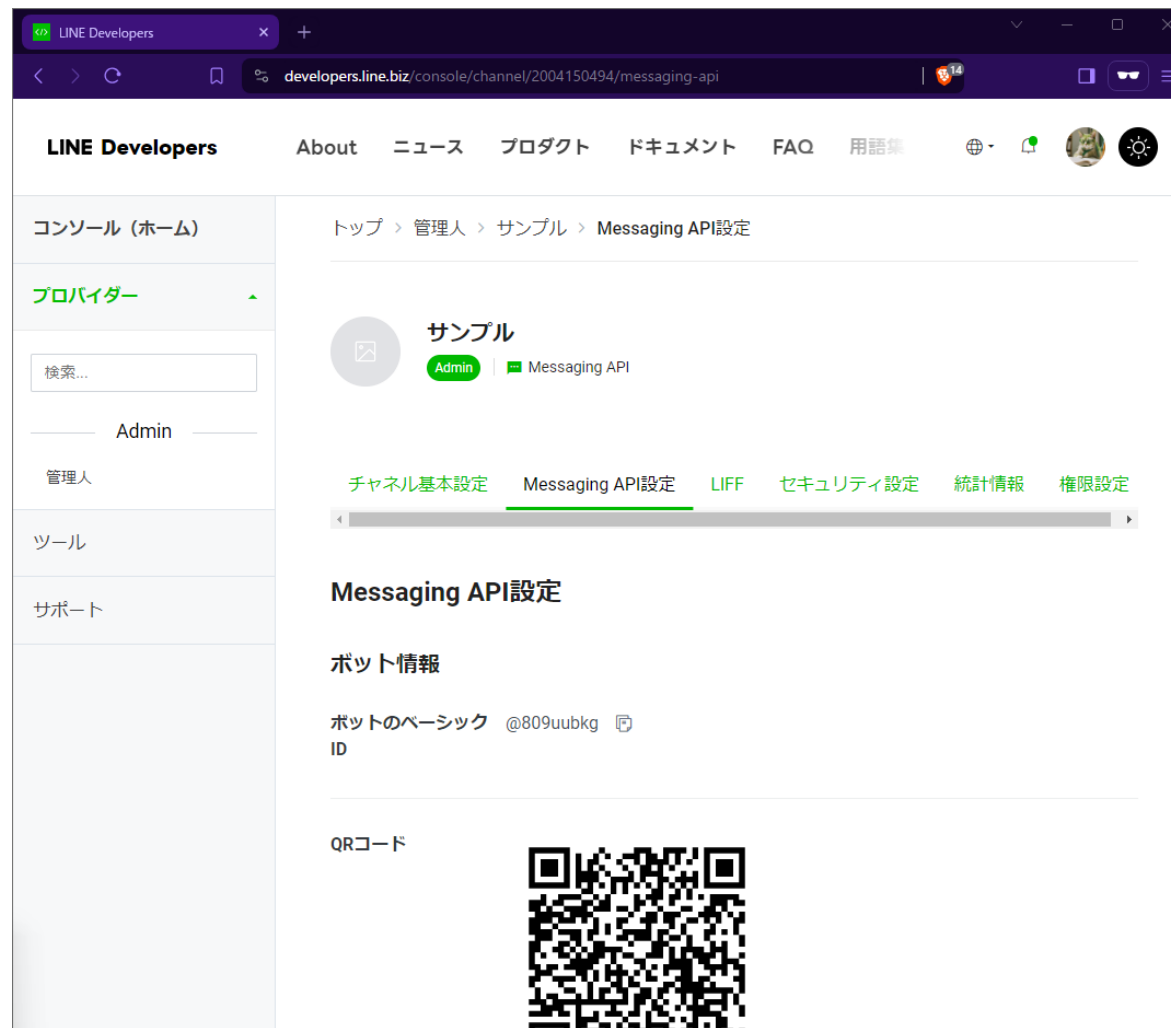 LINE Developers
developers.line.biz/console/channel/2004150494/messaging-api
14
LINE Developers
About
ニュース
プロダクト
ドキュメント
FAQ
用語集
コンソール（ホーム）
プロバイダー
検索...
Admin
管理人
ツール
サポート
トップ > 管理人 > サンプル > Messaging API設定
サンプル
Admin
Messaging API
チャネル基本設定
Messaging API設定
LIFF
セキュリティ設定
統計情報
権限設定
Messaging API設定
ボット情報
ボットのベーシック
ID
@809uubkg
QRコード